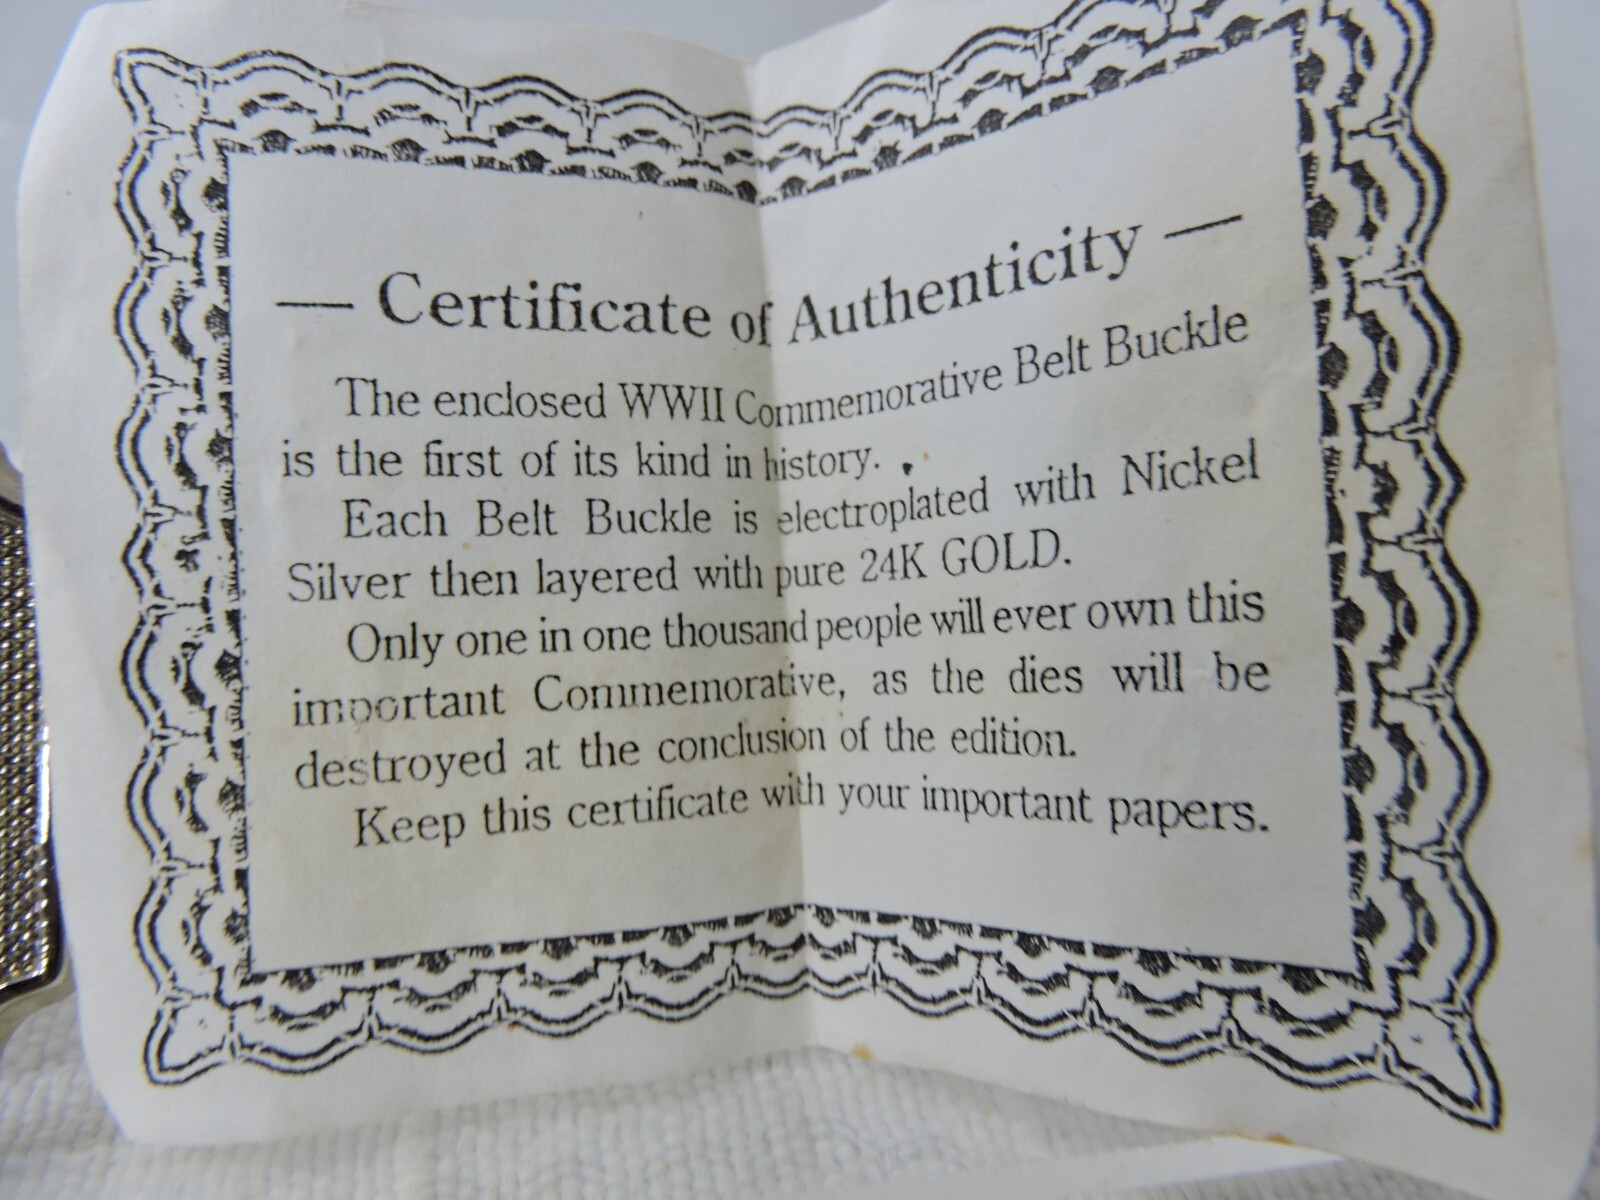 — Certificate of Authenticity —
The enclosed WWII Commemorative Belt Buckle
is the first of its kind in history.
Each Belt Buckle is electroplated with Nickel
Silver then layered with pure 24K GOLD.
Only one in one thousand people will ever own this
important Commemorative, as the dies will be
destroyed at the conclusion of the edition.
Keep this certificate with your important papers.